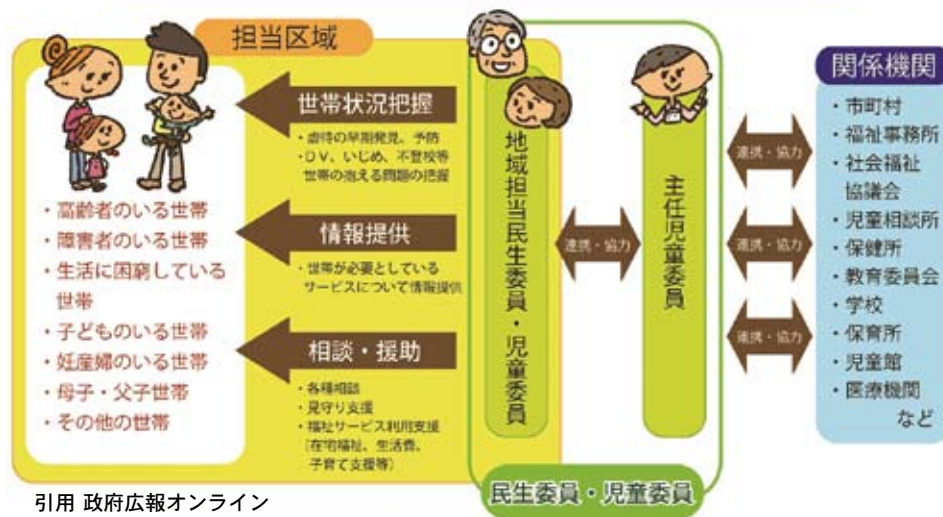 担当区域
・高齢者のいる世帯
・障害者のいる世帯
・生活に困窮している
世帯
・子どものいる世帯
・妊産婦のいる世帯
・母子・父子世帯
・その他の世帯
世帯状況把握
・虐待の早期発見、予防
・DV、いじめ、不登校等
世帯の抱える問題の把握
情報提供
・世帯が必要としている
サービスについて情報提供
相談・援助
・各種相談
・見守り支援
・福祉サービス利用支援
(在宅福祉、生活費、
子育て支援等)
地域担当民生委員・児童委員
連携・協力
主任児童委員
民生委員・児童委員
連携・協力
連携・協力
連携・協力
関係機関
・市町村
・福祉事務所
・社会福祉
協議会
・児童相談所
・保健所
・教育委員会
・学校
・保育所
・児童館
・医療機関
など
引用 政府広報オンライン